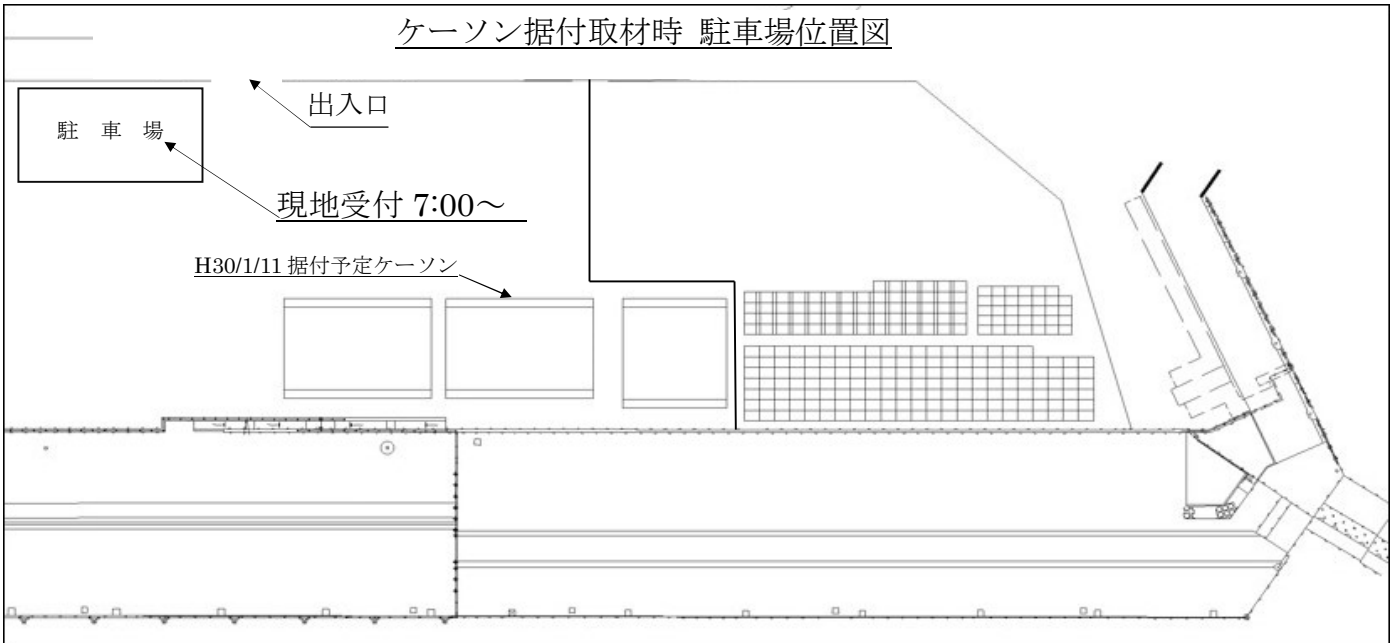 ケーソン据付取材時 駐車場位置図
出入口
駐 車 場
現地受付 7:00～
H30/1/11 据付予定ケーソン